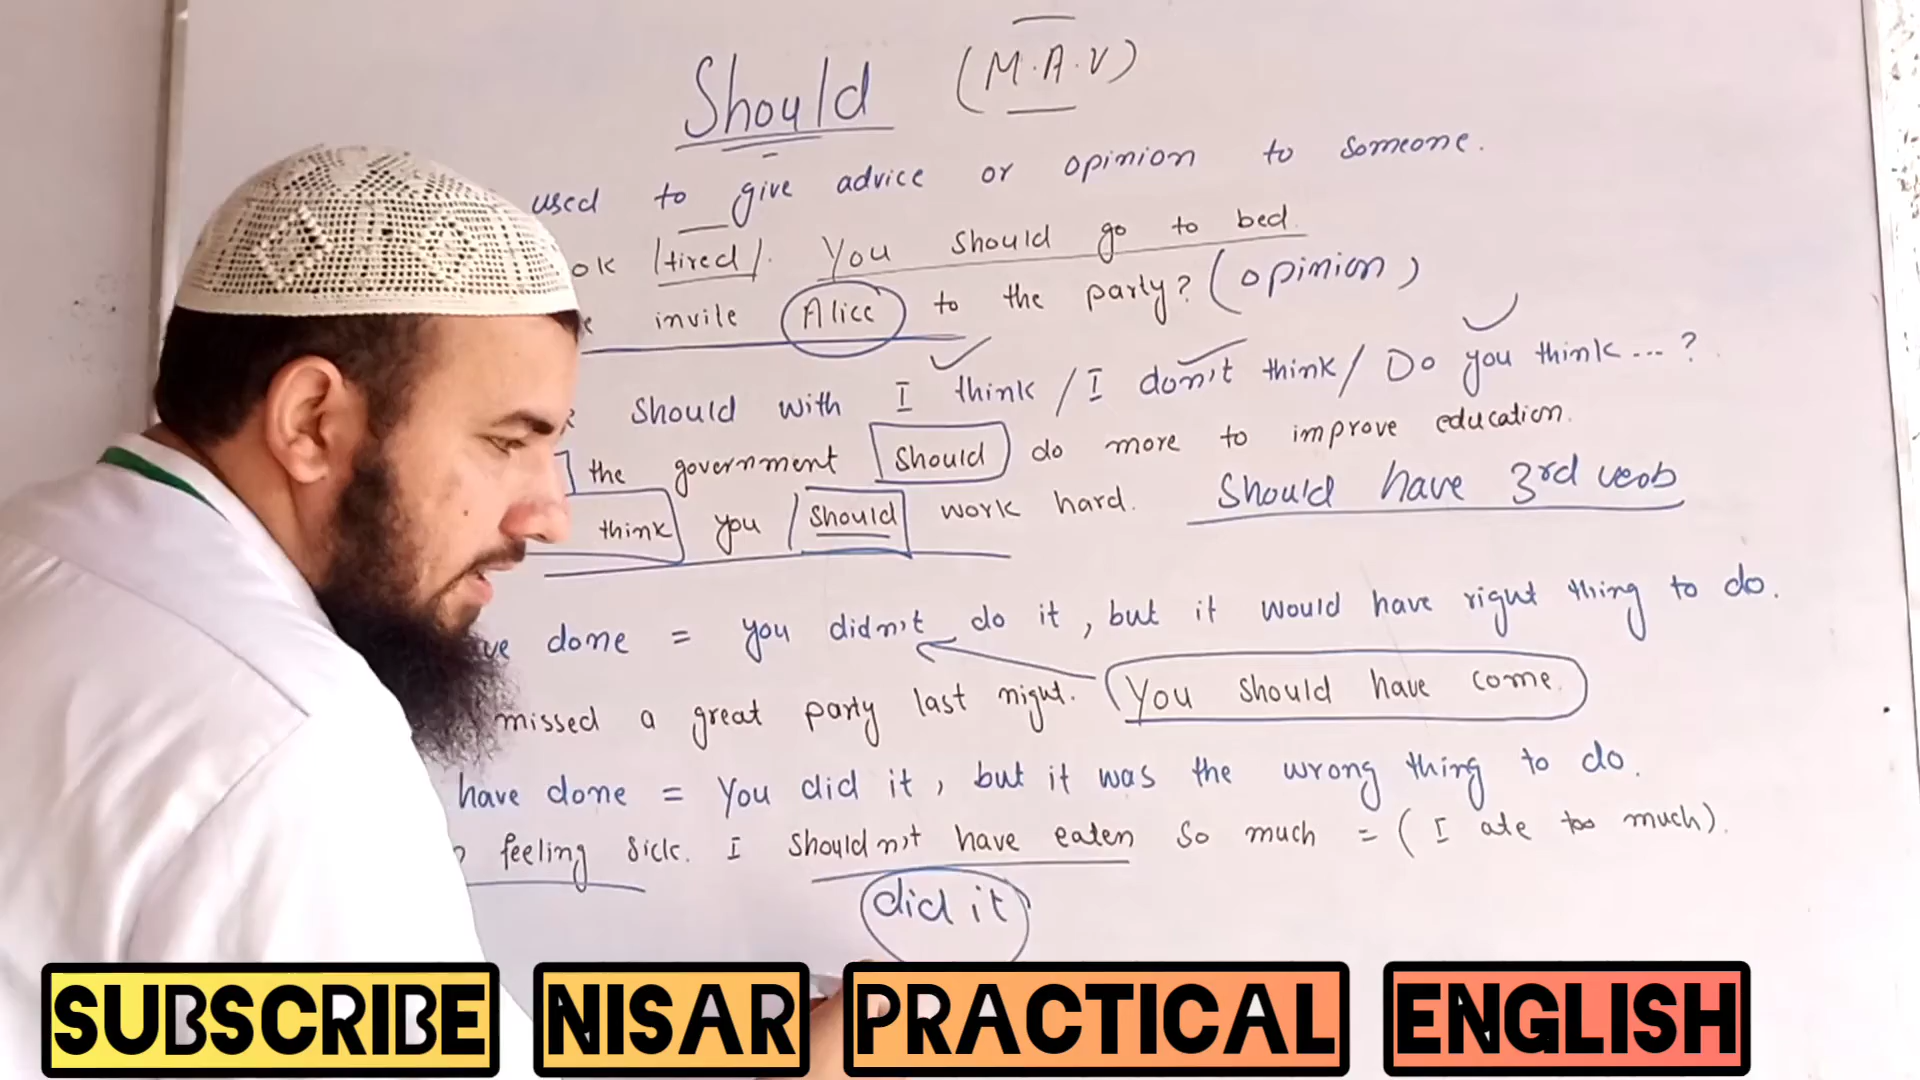 Should (M.A.V)
used to give advice or opinion to someone.
ok /tired/. You should go to bed.
invite Alice to the party? (opinion)
should with I think / I don't think / Do you think ...?
the government should do more to improve education.
think you should work hard. Should have 3rd verb
ve done = you didn't do it, but it would have right thing to do.
missed a great party last night. You should have come.
have done = You did it, but it was the wrong thing to do.
feeling sick. I shouldn't have eaten so much = (I ate too much).
did it
SUBSCRIBE NISAR PRACTICAL ENGLISH